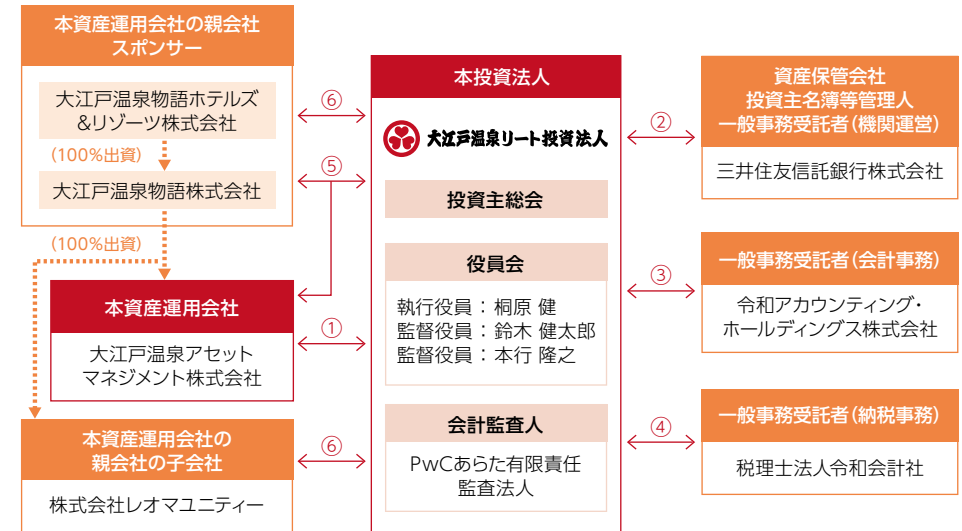 本資産運用会社の親会社
スポンサー
大江戸温泉物語ホテルズ
&リゾーツ株式会社
(100%出資)
大江戸温泉物語株式会社
(100%出資)
本資産運用会社
大江戸温泉アセット
マネジメント株式会社
本資産運用会社の
親会社の子会社
株式会社レオマユニティー
⑥
⑤
①
⑥
本投資法人
大江戸温泉リート投資法人
投資主総会
役員会
執行役員：桐原 健
監督役員：鈴木 健太郎
監督役員：本行 隆之
会計監査人
PwCあらた有限責任
監査法人
②
③
④
資産保管会社
投資主名簿等管理人
一般事務受託者(機関運営)
三井住友信託銀行株式会社
一般事務受託者(会計事務)
令和アカウンティング・
ホールディングス株式会社
一般事務受託者(納税事務)
税理士法人令和会計社